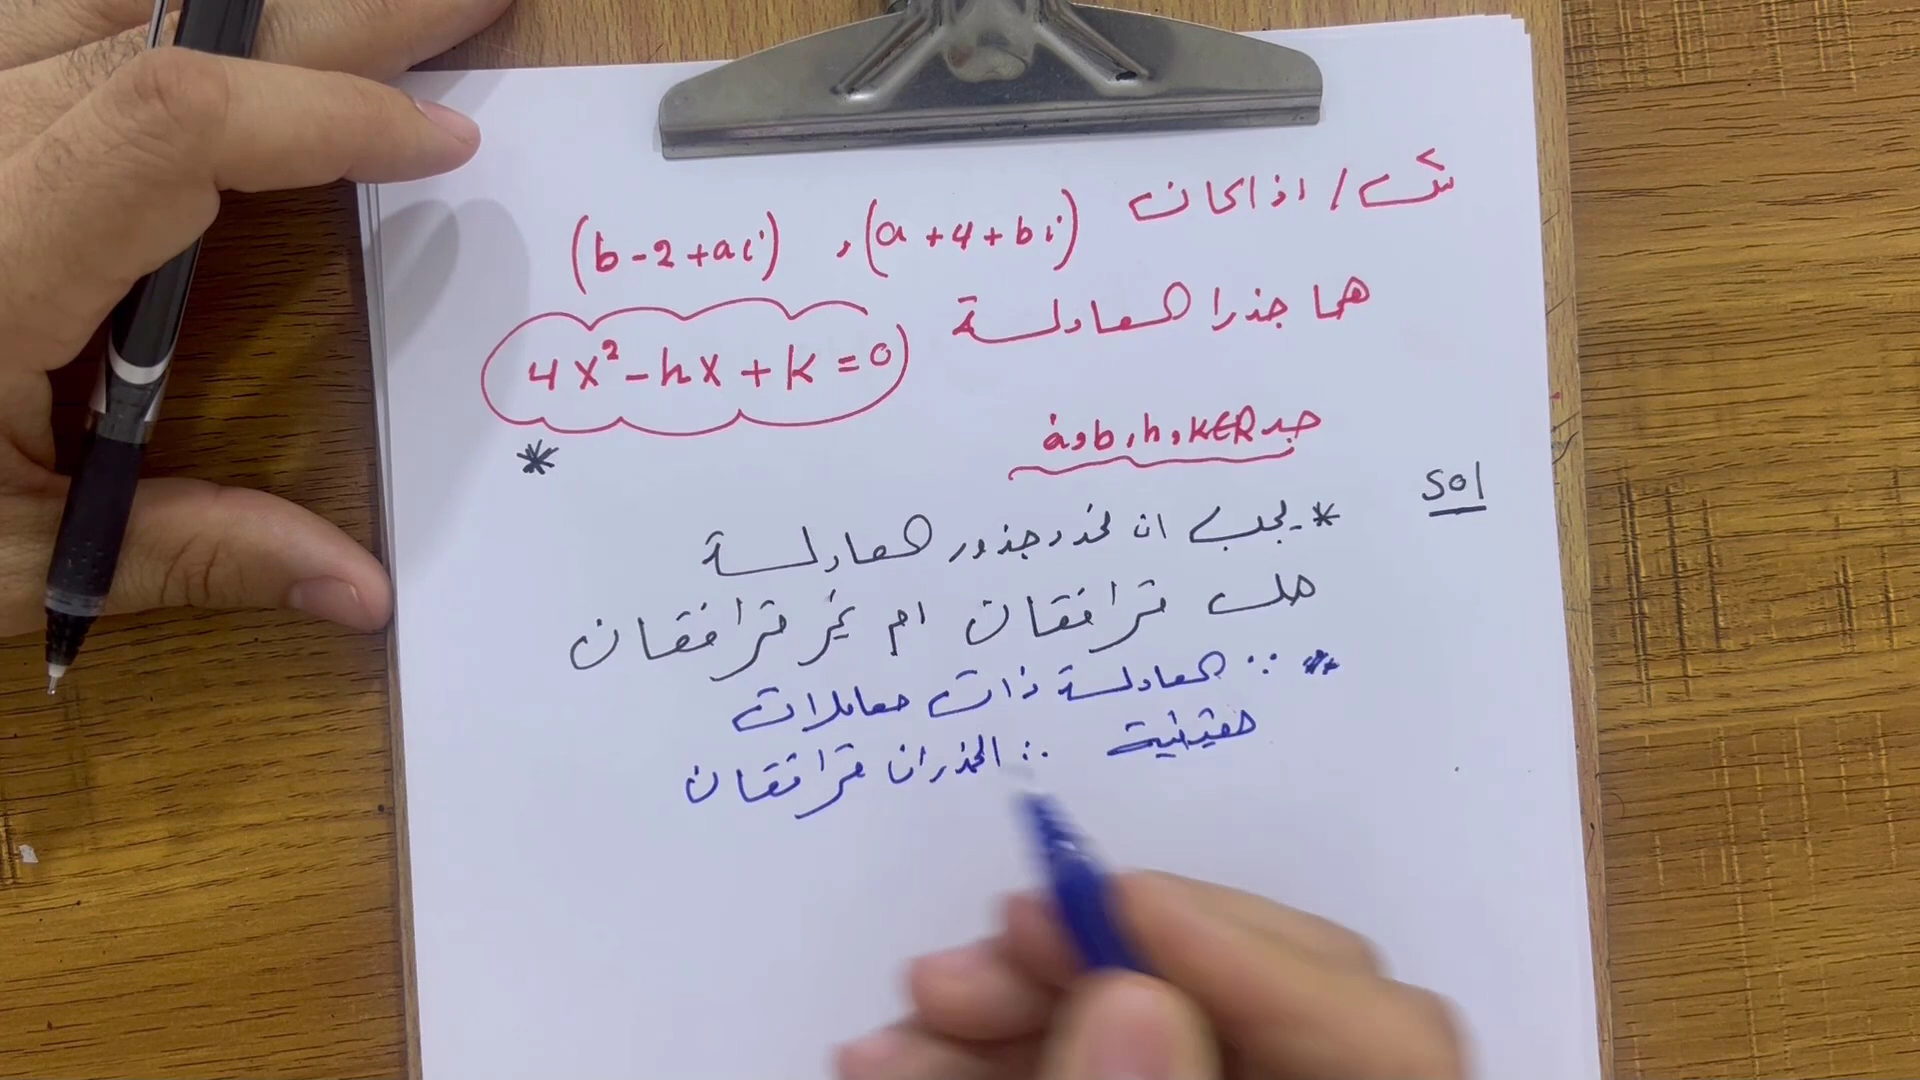 س / اذا كان (a+4+bi) , (b-2+ai)
هما جذرا المعادلة 4x²-hx+k=0
جد a,b,h,k∈R
*
Sol
* يجب ان نحدد جذور المعادلة
هل مترافقان ام غير مترافقان
* ∵ المعادلة ذات معاملات
حقيقية ∴ الجذران مترافقان